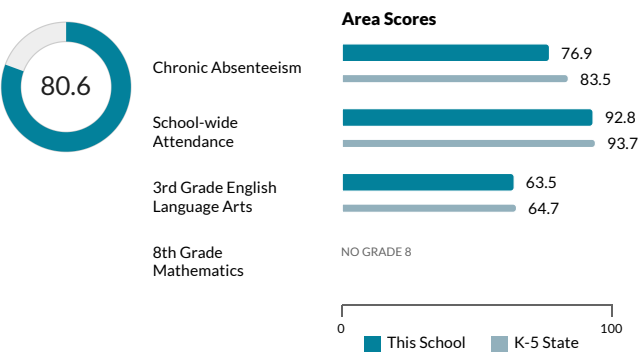 Area Scores
80.6
Chronic Absenteeism
76.9
83.5
School-wide
Attendance
92.8
93.7
3rd Grade English
Language Arts
63.5
64.7
8th Grade
Mathematics
NO GRADE 8
0
100
This School
K-5 State